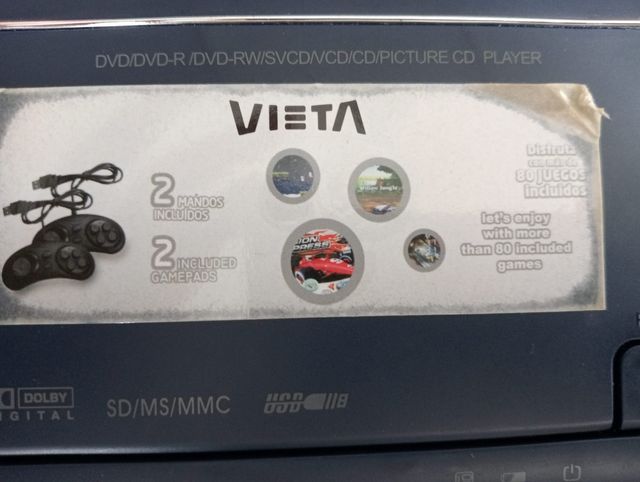 DVD/DVD-R /DVD-RW/SVCD/VCD/CD/PICTURE CD PLAYER
VIETA
2 MANDOS
INCLUÍDOS
2 INCLUDED
GAMEPADS
Disfruta
con más de
80 JUEGOS
incluidos
let's enjoy
with more
than 80 included
games
DOLBY
DIGITAL
SD/MS/MMC
USB